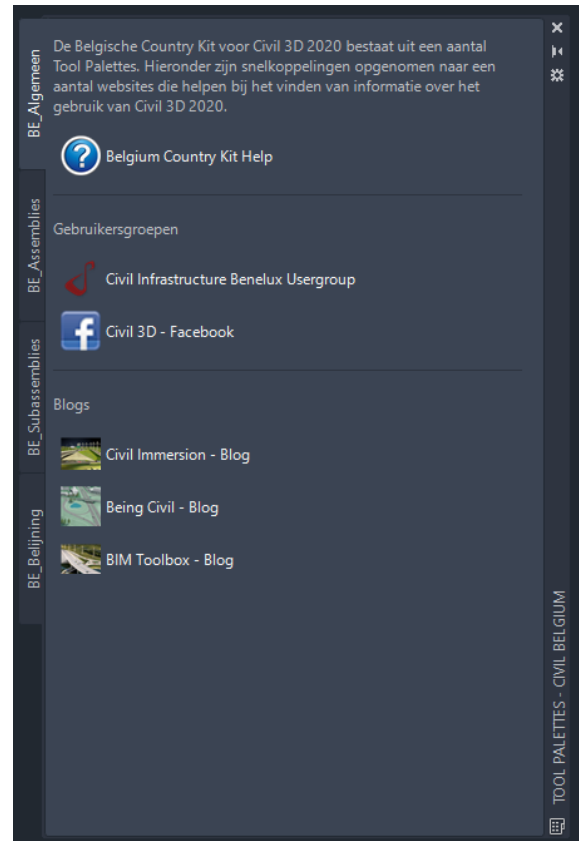 De Belgische Country Kit voor Civil 3D 2020 bestaat uit een aantal
Tool Palettes. Hieronder zijn snelkoppelingen opgenomen naar een
aantal websites die helpen bij het vinden van informatie over het
gebruik van Civil 3D 2020.
Belgium Country Kit Help
Gebruikersgroepen
Civil Infrastructure Benelux Usergroup
Civil 3D - Facebook
Blogs
Civil Immersion - Blog
Being Civil - Blog
BIM Toolbox - Blog
BE_Algemeen
BE_Assemblies
BE_Subassemblies
BE_Belijning
TOOL PALETTES - CIVIL BELGIUM